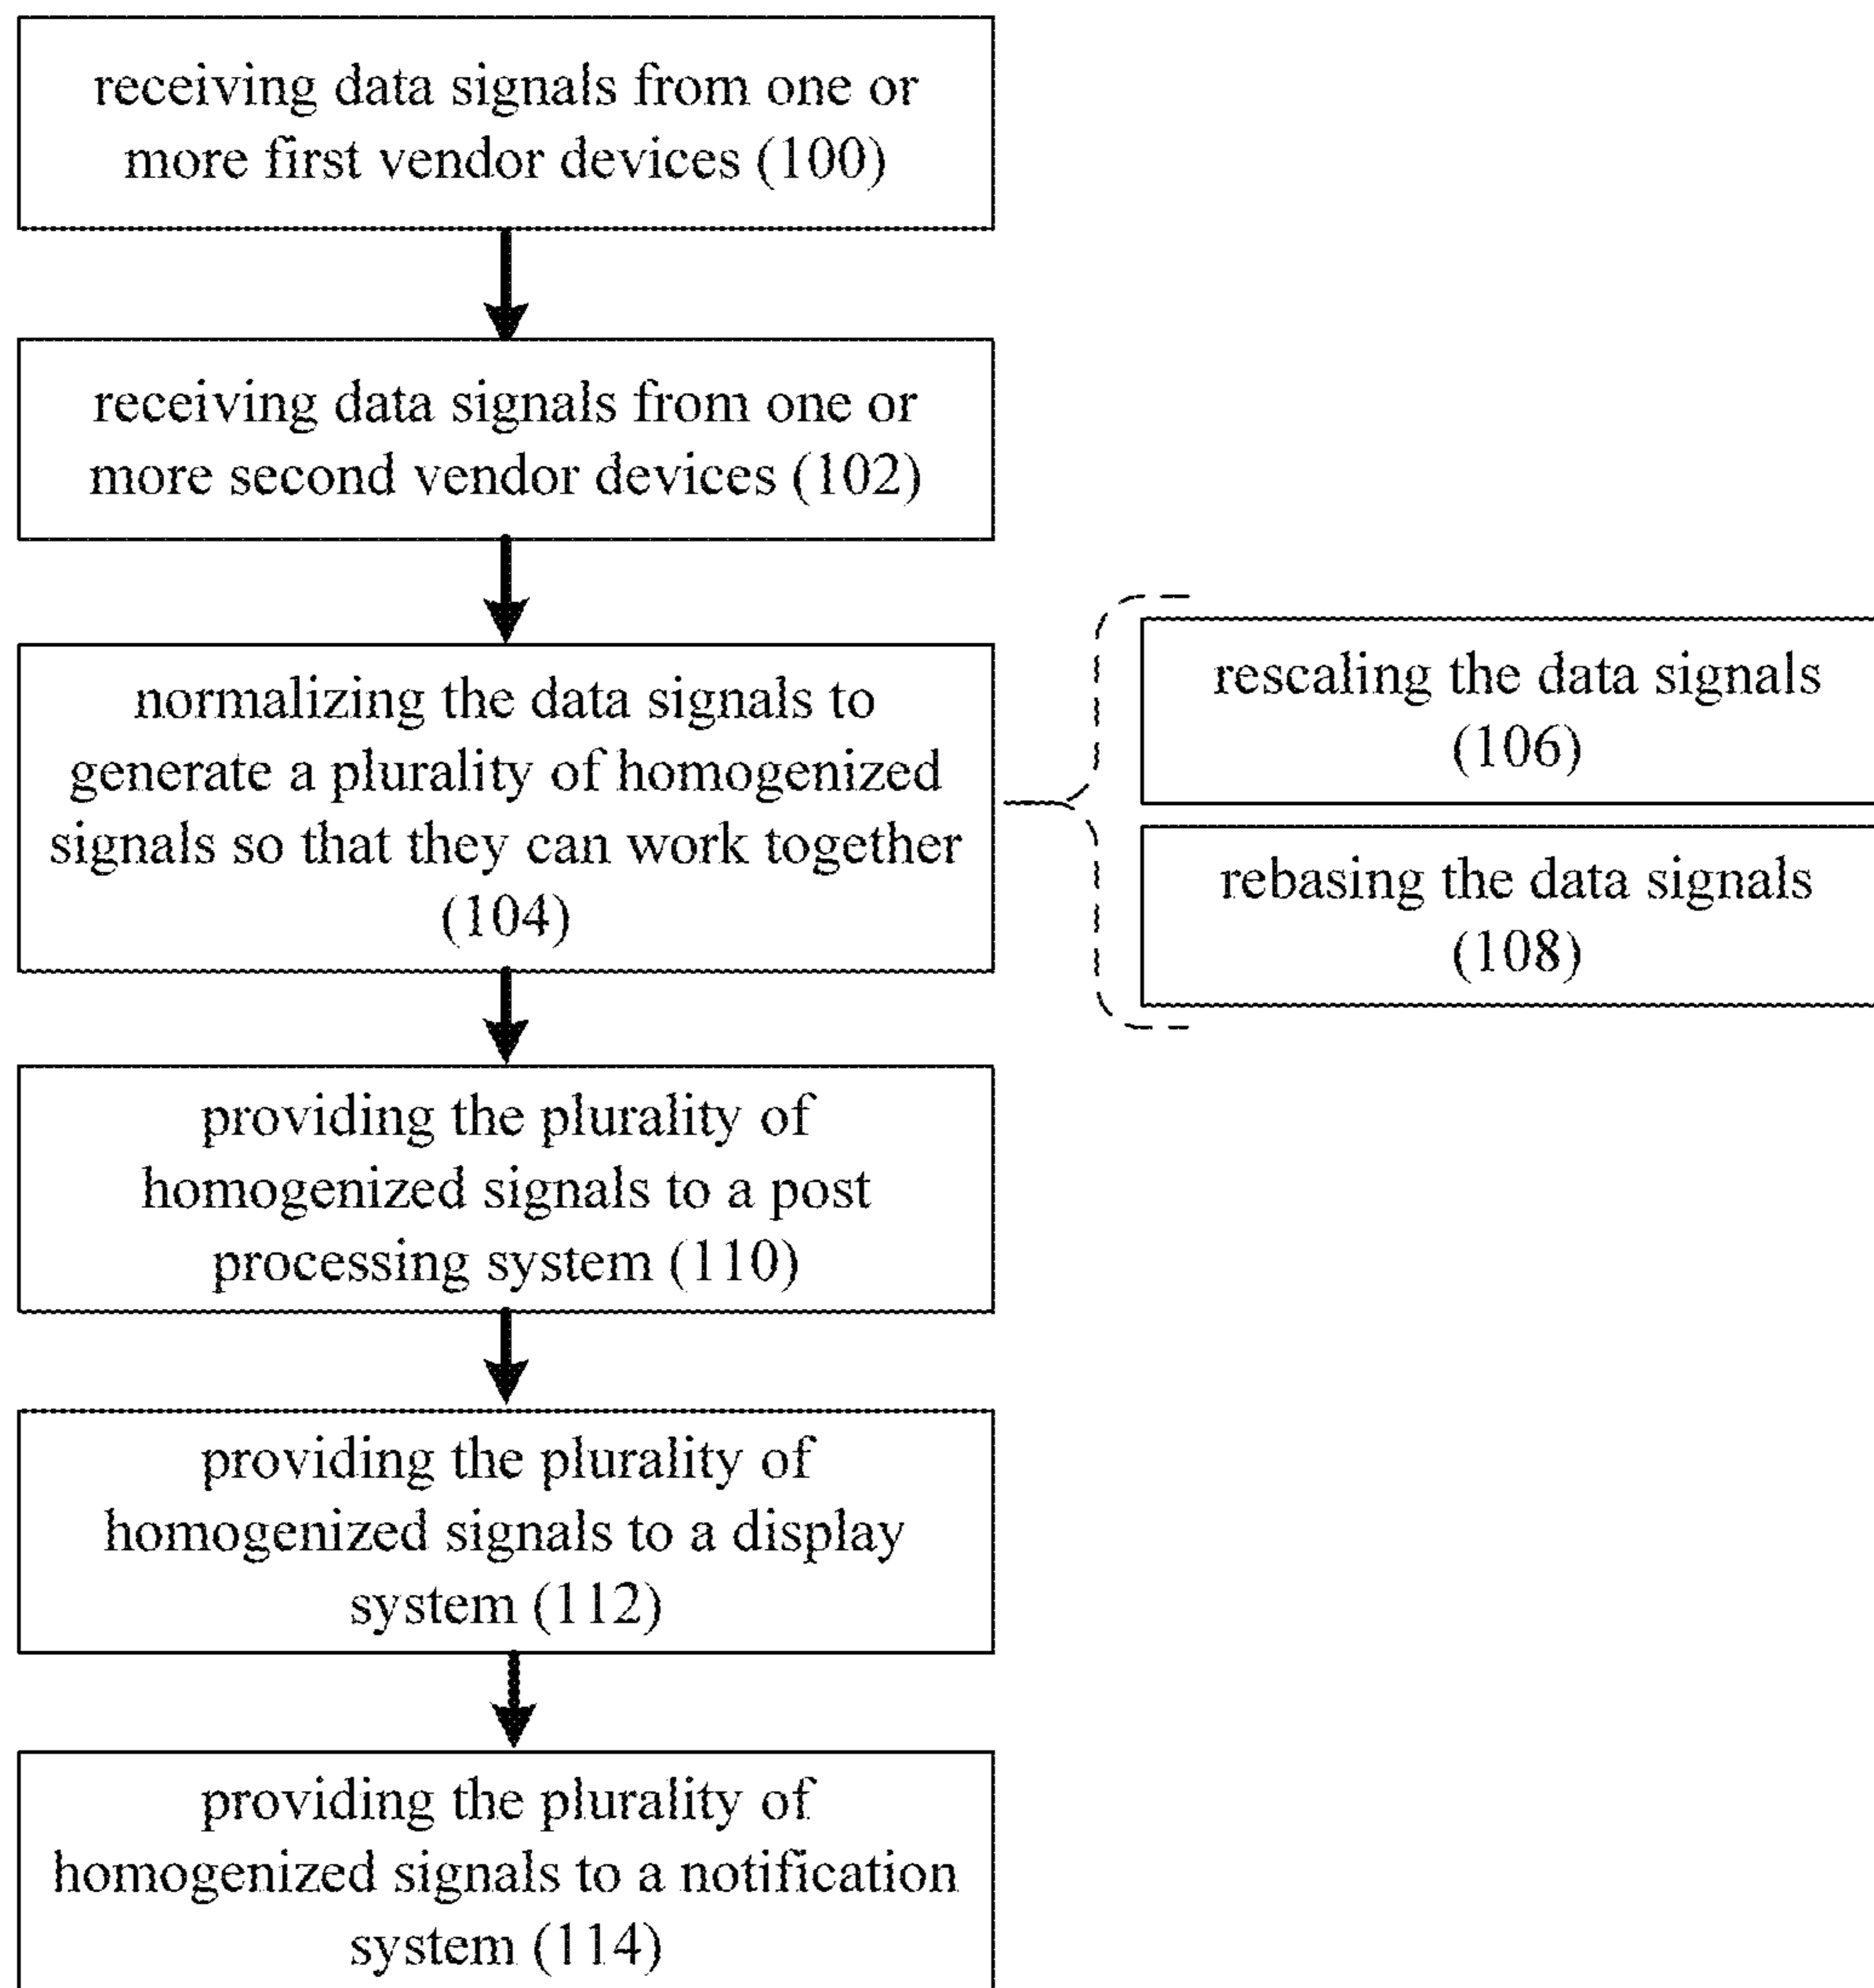 receiving data signals from one or
more first vendor devices (100)
receiving data signals from one or
more second vendor devices (102)
normalizing the data signals to
generate a plurality of homogenized
signals so that they can work together
(104)
rescaling the data signals
(106)
rebasing the data signals
(108)
providing the plurality of
homogenized signals to a post
processing system (110)
providing the plurality of
homogenized signals to a display
system (112)
providing the plurality of
homogenized signals to a notification
system (114)